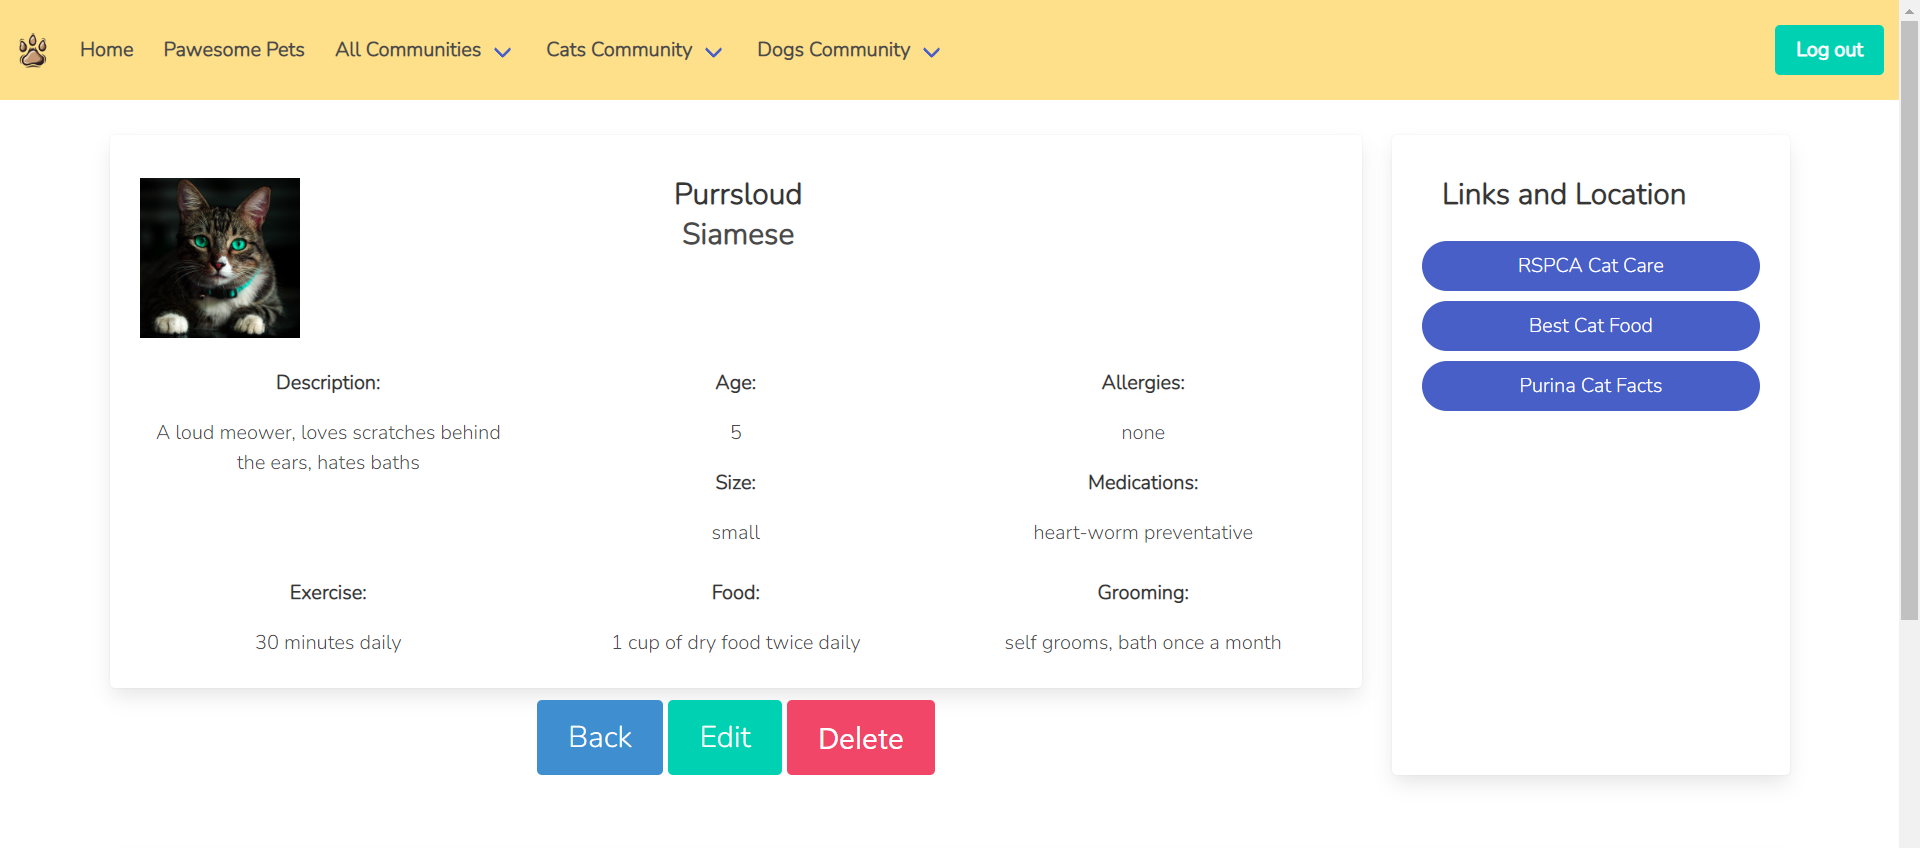 Home
Pawesome Pets
All Communities
Cats Community
Dogs Community
Log out
Purrsloud
Siamese
Description:
A loud meower, loves scratches behind
the ears, hates baths
Age:
5
Size:
small
Allergies:
none
Medications:
heart-worm preventative
Exercise:
30 minutes daily
Food:
1 cup of dry food twice daily
Grooming:
self grooms, bath once a month
Back
Edit
Delete
Links and Location
RSPCA Cat Care
Best Cat Food
Purina Cat Facts